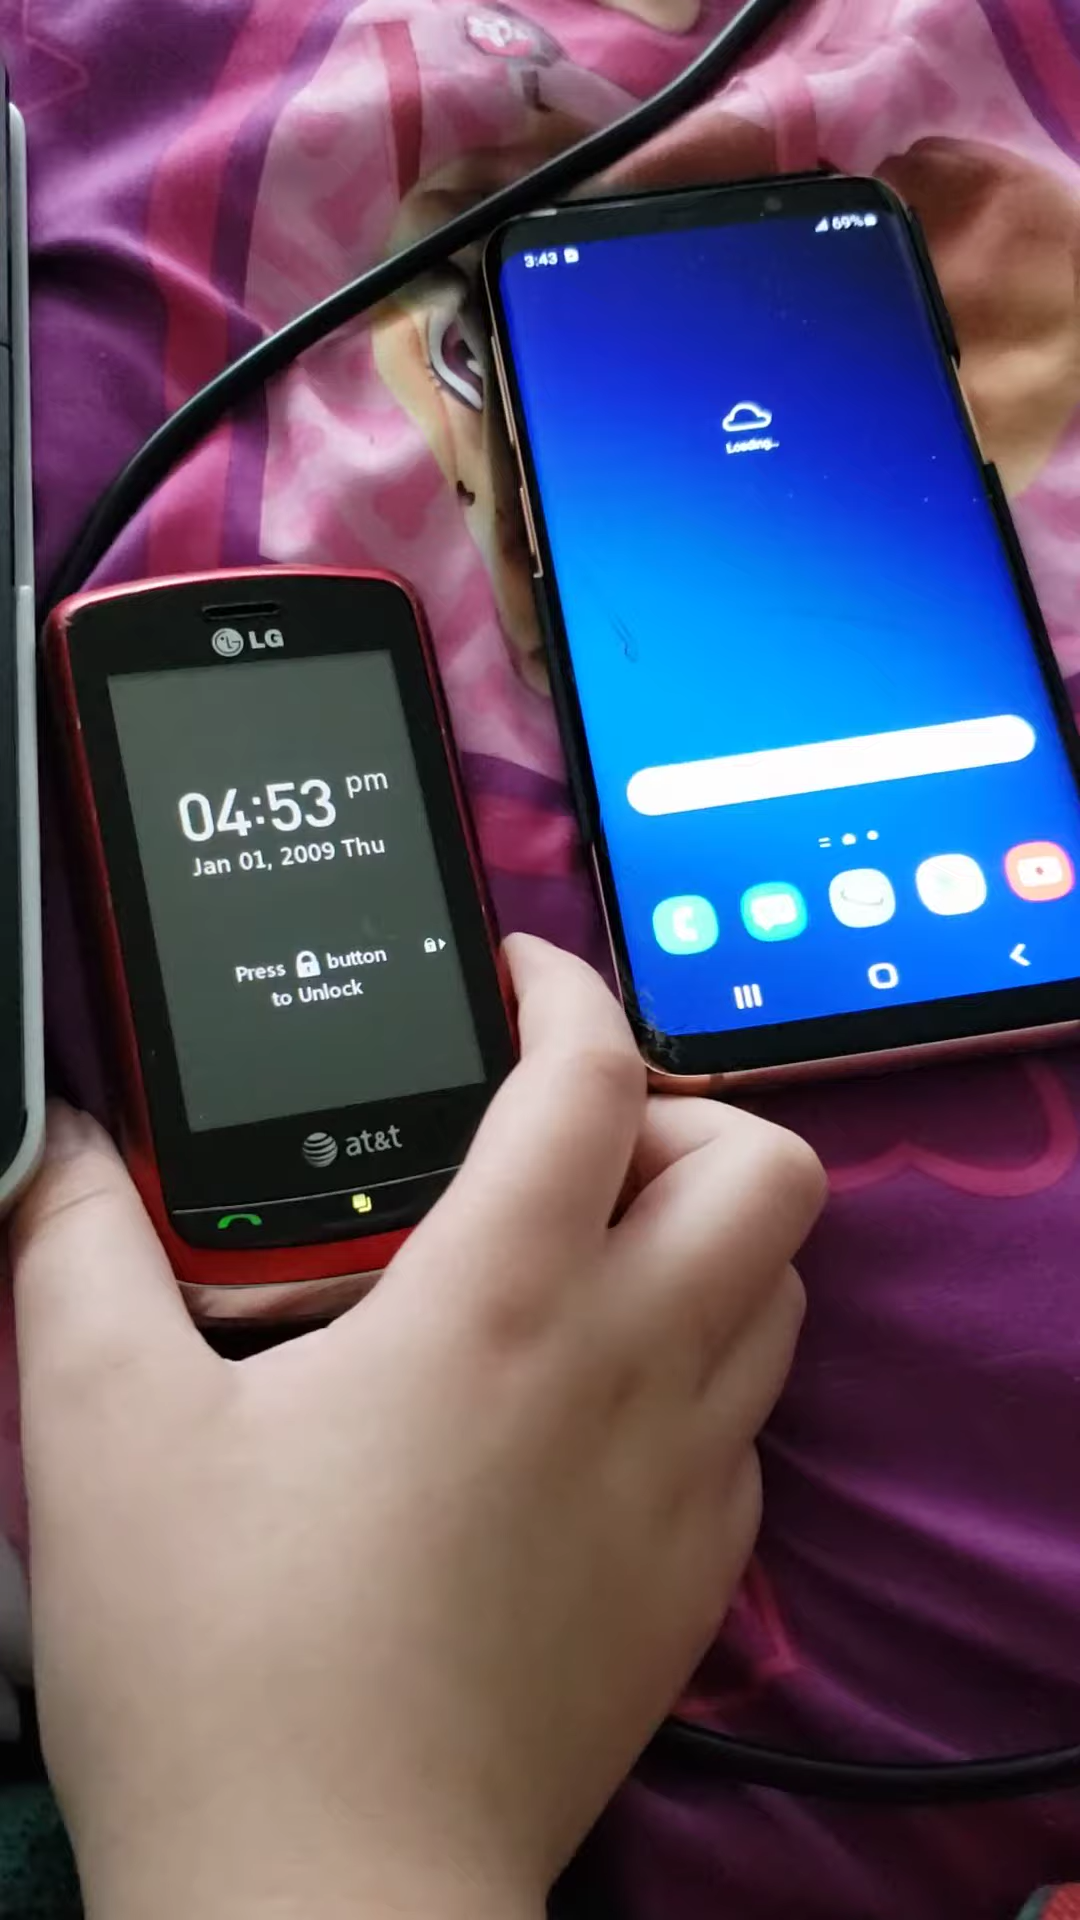 3:43
69%
Loading...
LG
04:53 pm
Jan 01, 2009 Thu
Press button
to Unlock
at&t